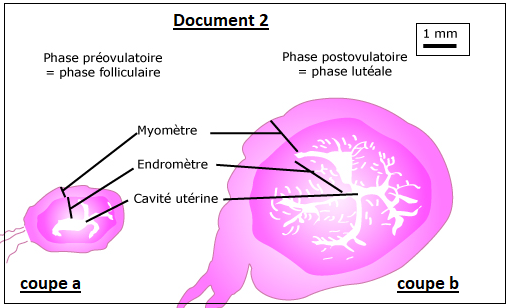 Document 2
1 mm
Phase préovulatoire
= phase folliculaire
Phase postovulatoire
= phase lutéale
Myomètre
Endromètre
Cavité utérine
coupe a
coupe b